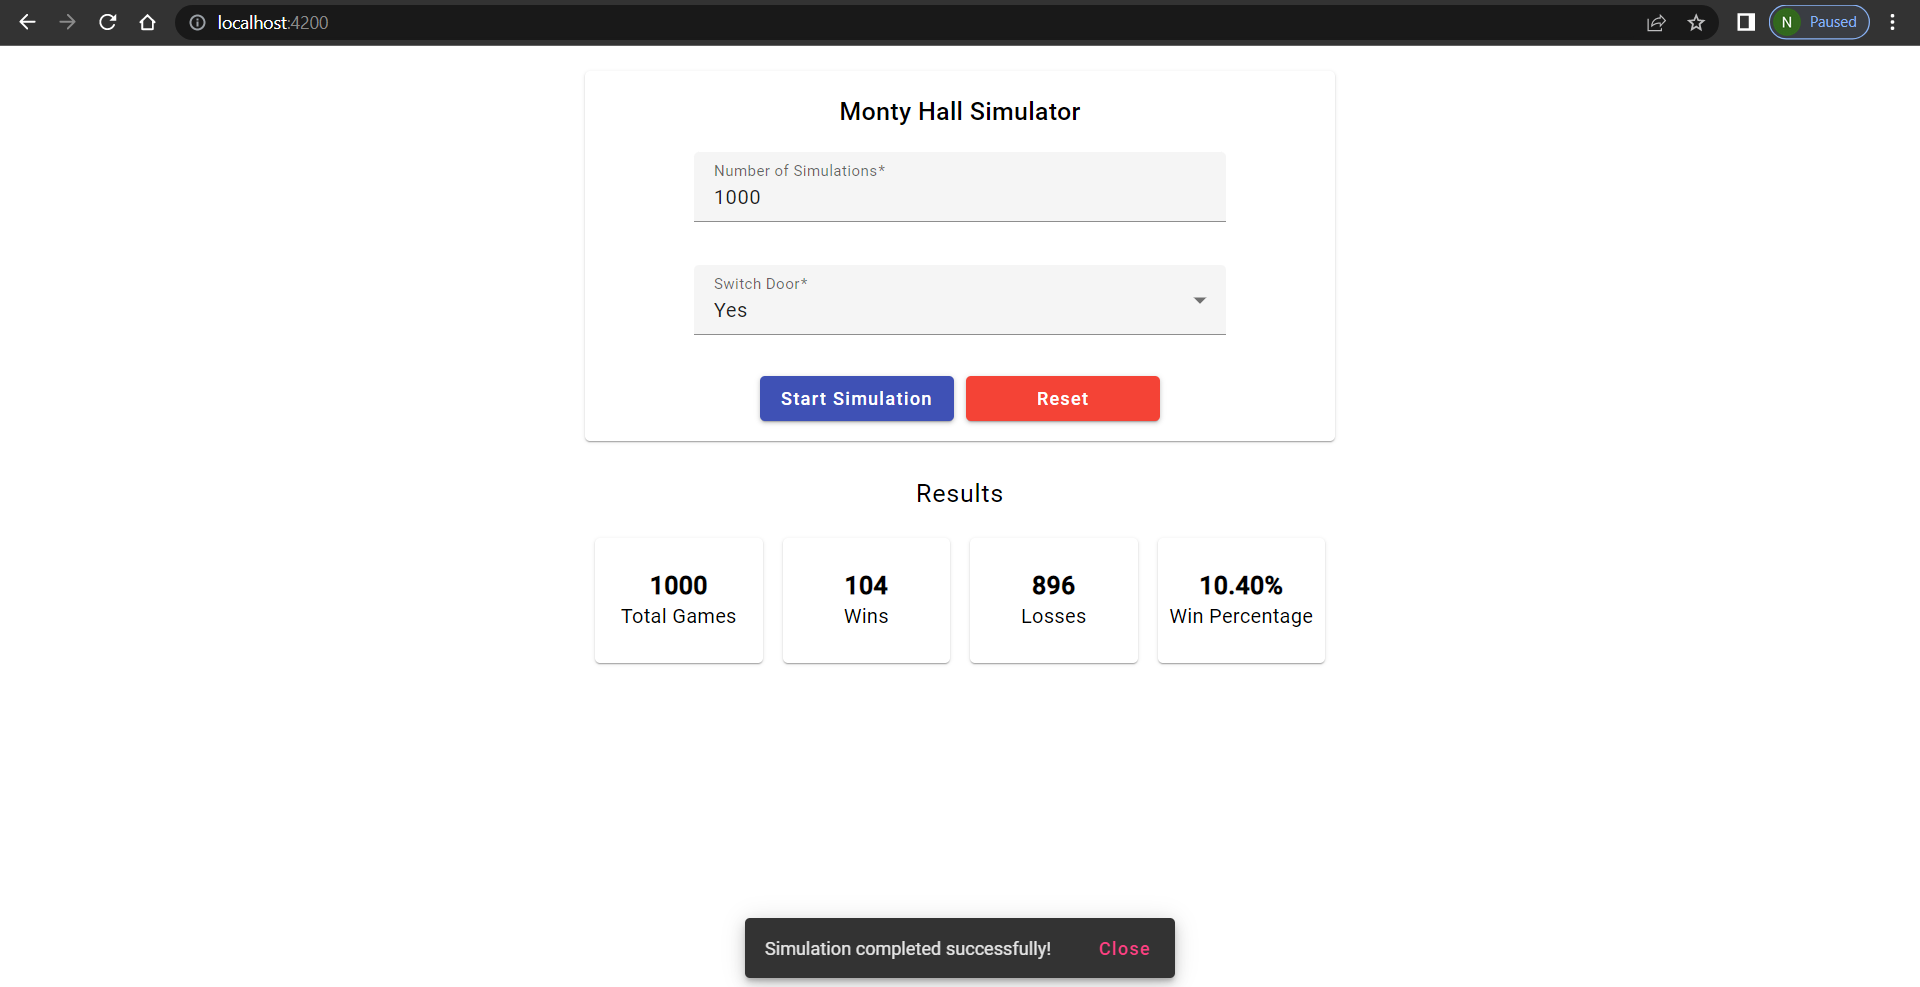 localhost:4200
N Paused
Monty Hall Simulator
Number of Simulations*
1000
Switch Door*
Yes
Start Simulation Reset
Results
1000 104 896 10.40%
Total Games Wins Losses Win Percentage
Simulation completed successfully! Close